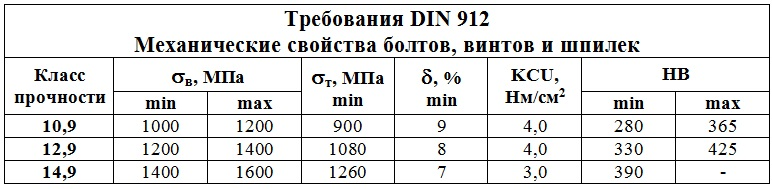 Требования DIN 912
Механические свойства болтов, винтов и шпилек
Класс прочности σв, МПа σт, МПа min δ, % min KCU, Нм/см² HB
min max min max
10,9 1000 1200 900 9 4,0 280 365
12,9 1200 1400 1080 8 4,0 330 425
14,9 1400 1600 1260 7 3,0 390 -